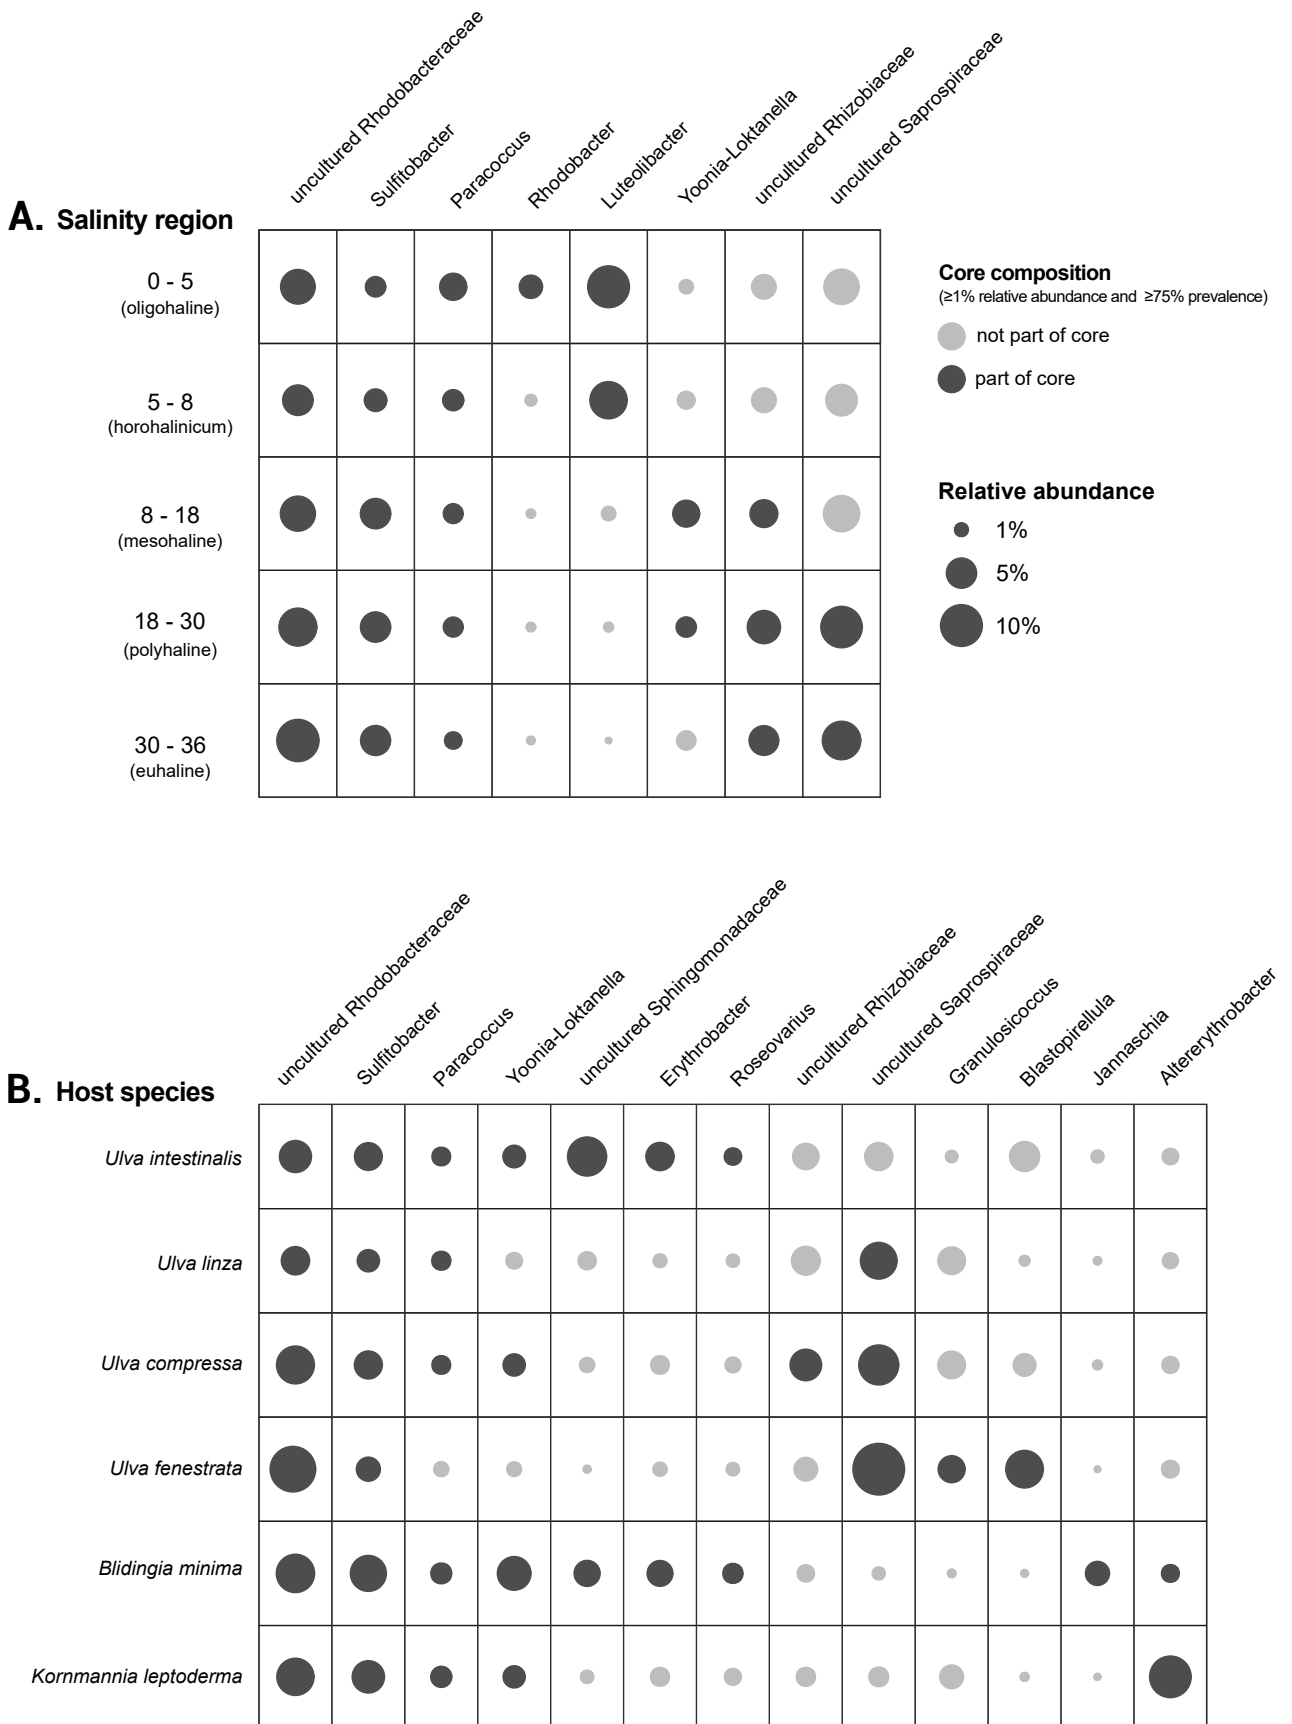 uncultured Rhodobacteraceae
Sulfitobacter
Paracoccus
Rhodobacter
Luteolibacter
Yoonia-Loktanella
uncultured Rhizobiaceae
uncultured Saprospiraceae
A. Salinity region
0 - 5
(oligohaline)
5 - 8
(horohalinicum)
8 - 18
(mesohaline)
18 - 30
(polyhaline)
30 - 36
(euhaline)
Core composition
(≥1% relative abundance and ≥75% prevalence)
not part of core
part of core
Relative abundance
1%
5%
10%
uncultured Rhodobacteraceae
Sulfitobacter
Paracoccus
Yoonia-Loktanella
uncultured Sphingomonadaceae
Erythrobacter
Roseovarius
uncultured Rhizobiaceae
uncultured Saprospiraceae
Granulosicoccus
Blastopirellula
Jannaschia
Altererythrobacter
B. Host species
Ulva intestinalis
Ulva linza
Ulva compressa
Ulva fenestrata
Blidingia minima
Kornmannia leptoderma